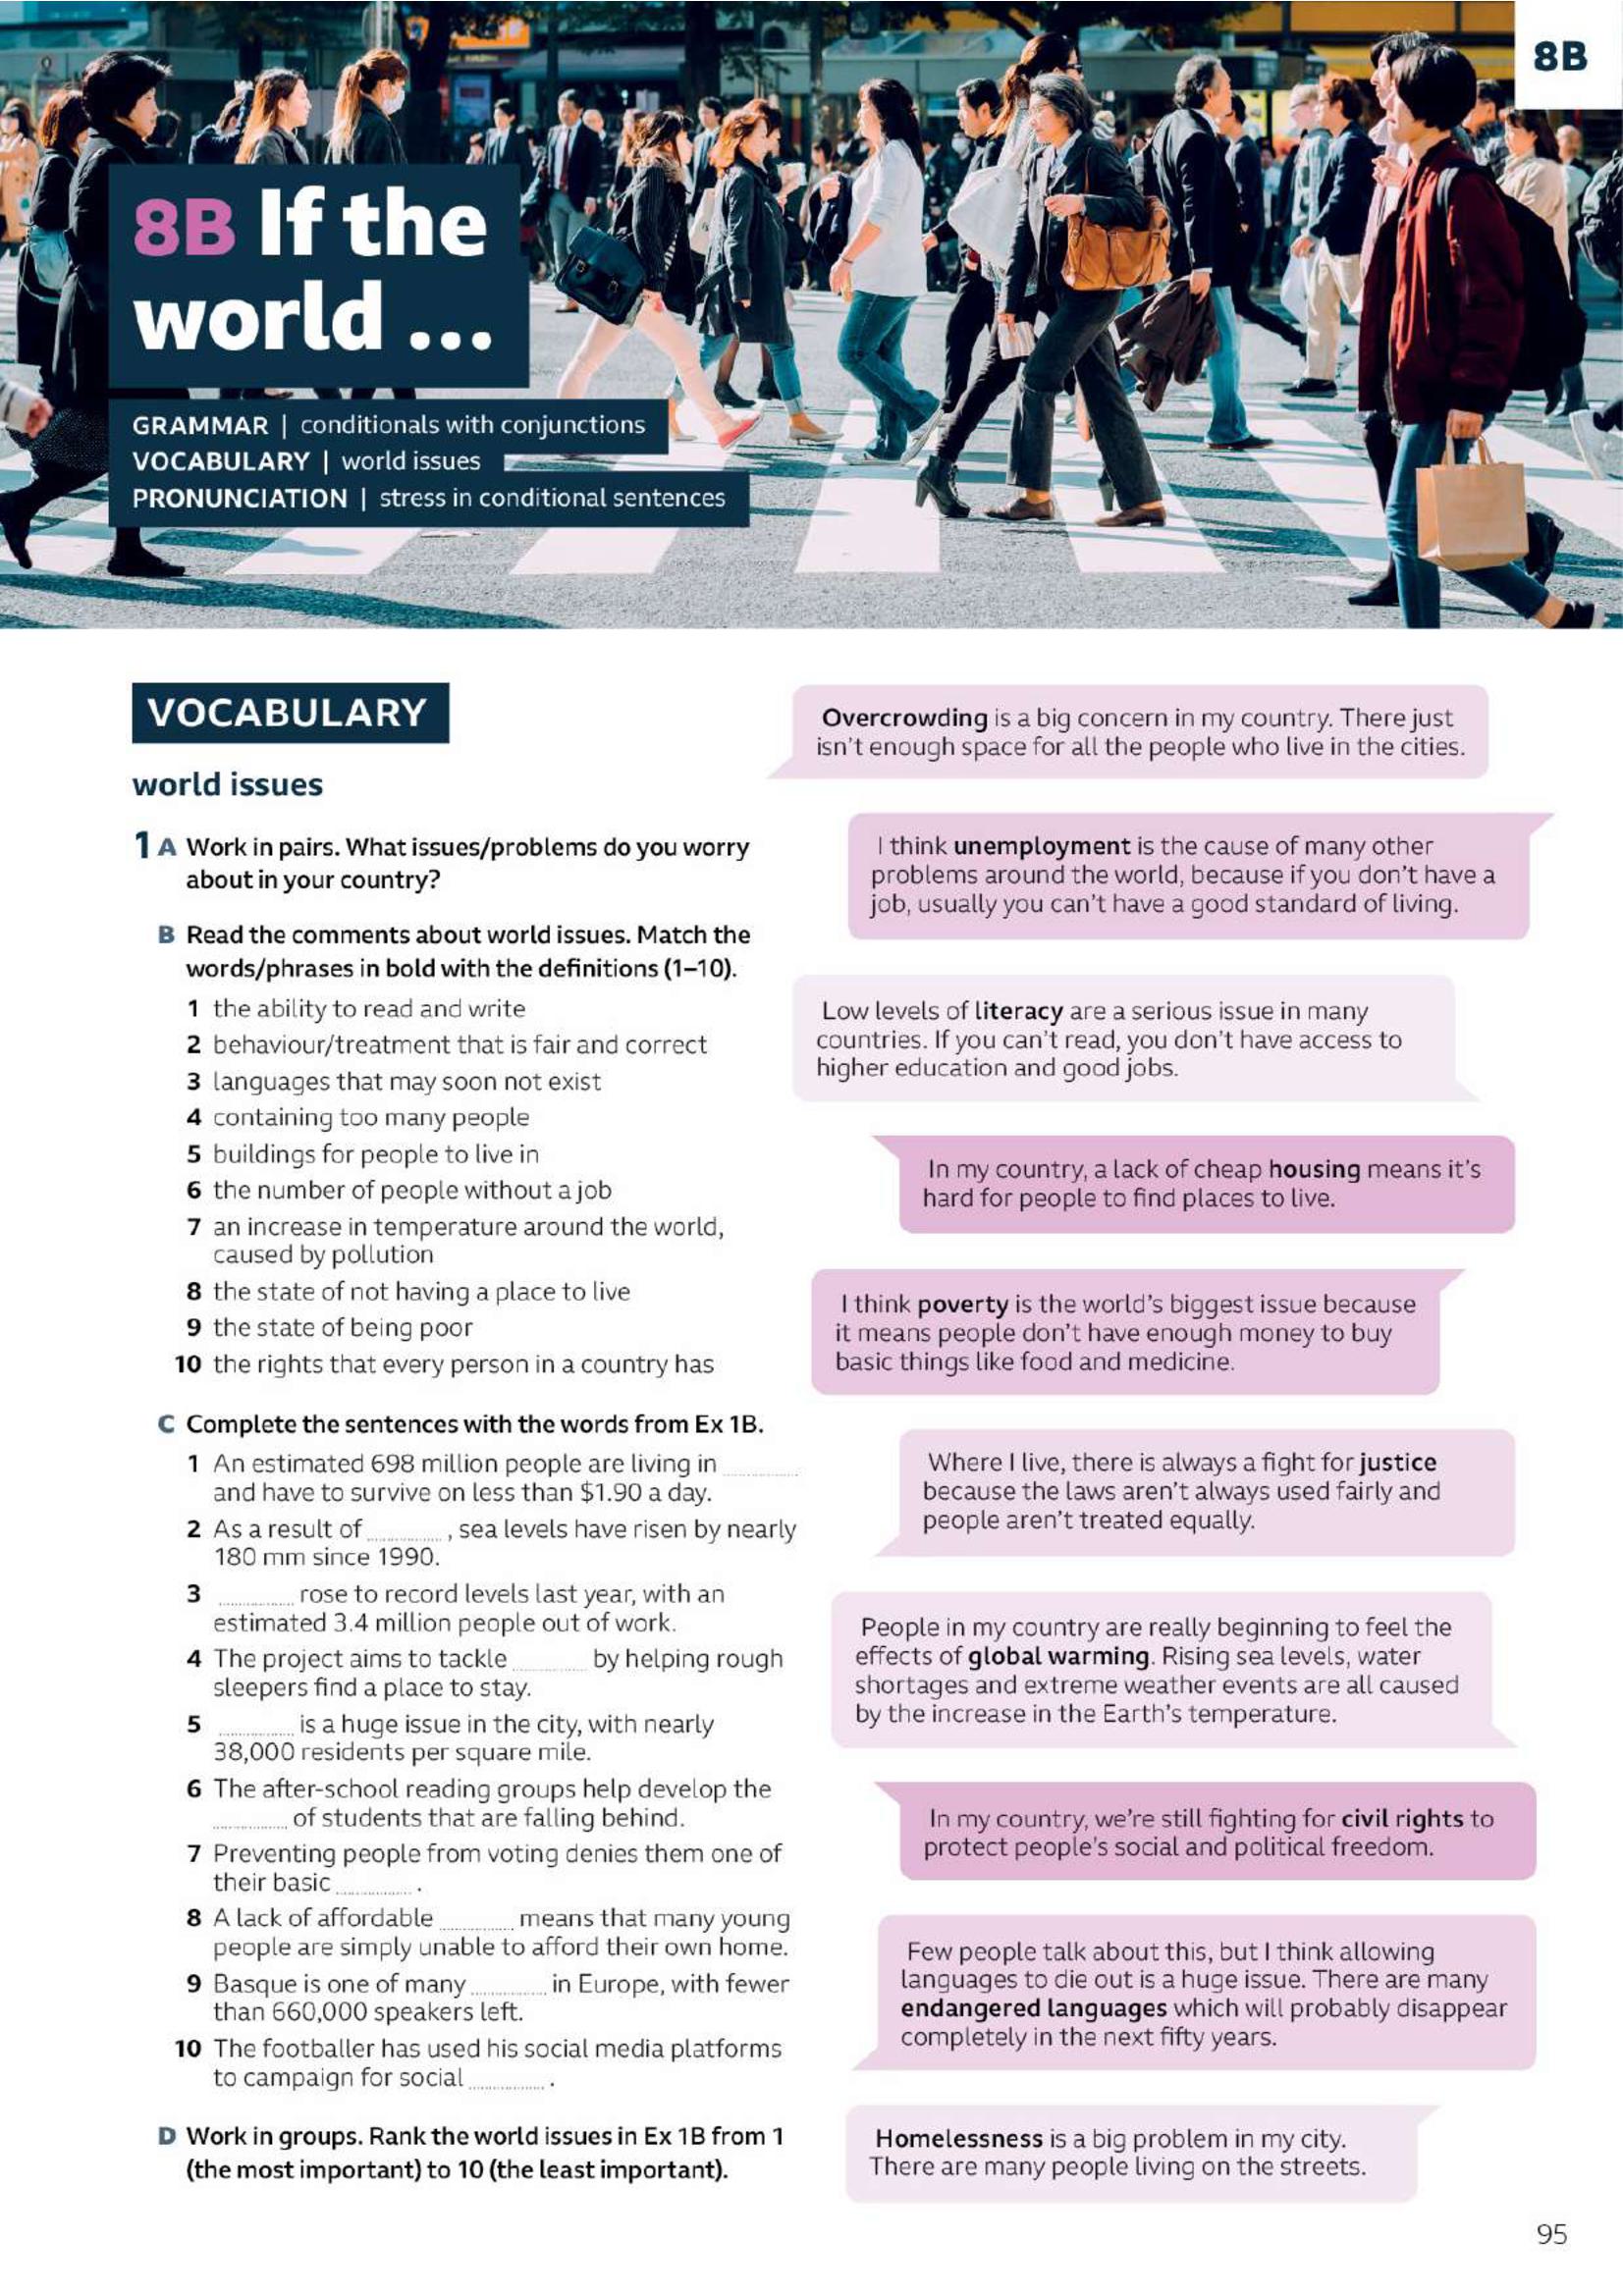 8B
8B If the
world ...
GRAMMAR | conditionals with conjunctions
VOCABULARY | world issues
PRONUNCIATION | stress in conditional sentences
VOCABULARY
world issues
1 A Work in pairs. What issues/problems do you worry
about in your country?
B Read the comments about world issues. Match the
words/phrases in bold with the definitions (1–10).
1 the ability to read and write
2 behaviour/treatment that is fair and correct
3 languages that may soon not exist
4 containing too many people
5 buildings for people to live in
6 the number of people without a job
7 an increase in temperature around the world,
caused by pollution
8 the state of not having a place to live
9 the state of being poor
10 the rights that every person in a country has
C Complete the sentences with the words from Ex 1B.
1 An estimated 698 million people are living in ..............
and have to survive on less than $1.90 a day.
2 As a result of .............. , sea levels have risen by nearly
180 mm since 1990.
3 .............. rose to record levels last year, with an
estimated 3.4 million people out of work.
4 The project aims to tackle .............. by helping rough
sleepers find a place to stay.
5 .............. is a huge issue in the city, with nearly
38,000 residents per square mile.
6 The after-school reading groups help develop the
.............. of students that are falling behind.
7 Preventing people from voting denies them one of
their basic .............. .
8 A lack of affordable .............. means that many young
people are simply unable to afford their own home.
9 Basque is one of many .............. in Europe, with fewer
than 660,000 speakers left.
10 The footballer has used his social media platforms
to campaign for social .............. .
D Work in groups. Rank the world issues in Ex 1B from 1
(the most important) to 10 (the least important).
Overcrowding is a big concern in my country. There just
isn't enough space for all the people who live in the cities.
I think unemployment is the cause of many other
problems around the world, because if you don't have a
job, usually you can't have a good standard of living.
Low levels of literacy are a serious issue in many
countries. If you can't read, you don't have access to
higher education and good jobs.
In my country, a lack of cheap housing means it's
hard for people to find places to live.
I think poverty is the world's biggest issue because
it means people don't have enough money to buy
basic things like food and medicine.
Where I live, there is always a fight for justice
because the laws aren't always used fairly and
people aren't treated equally.
People in my country are really beginning to feel the
effects of global warming. Rising sea levels, water
shortages and extreme weather events are all caused
by the increase in the Earth's temperature.
In my country, we're still fighting for civil rights to
protect people's social and political freedom.
Few people talk about this, but I think allowing
languages to die out is a huge issue. There are many
endangered languages which will probably disappear
completely in the next fifty years.
Homelessness is a big problem in my city.
There are many people living on the streets.
95